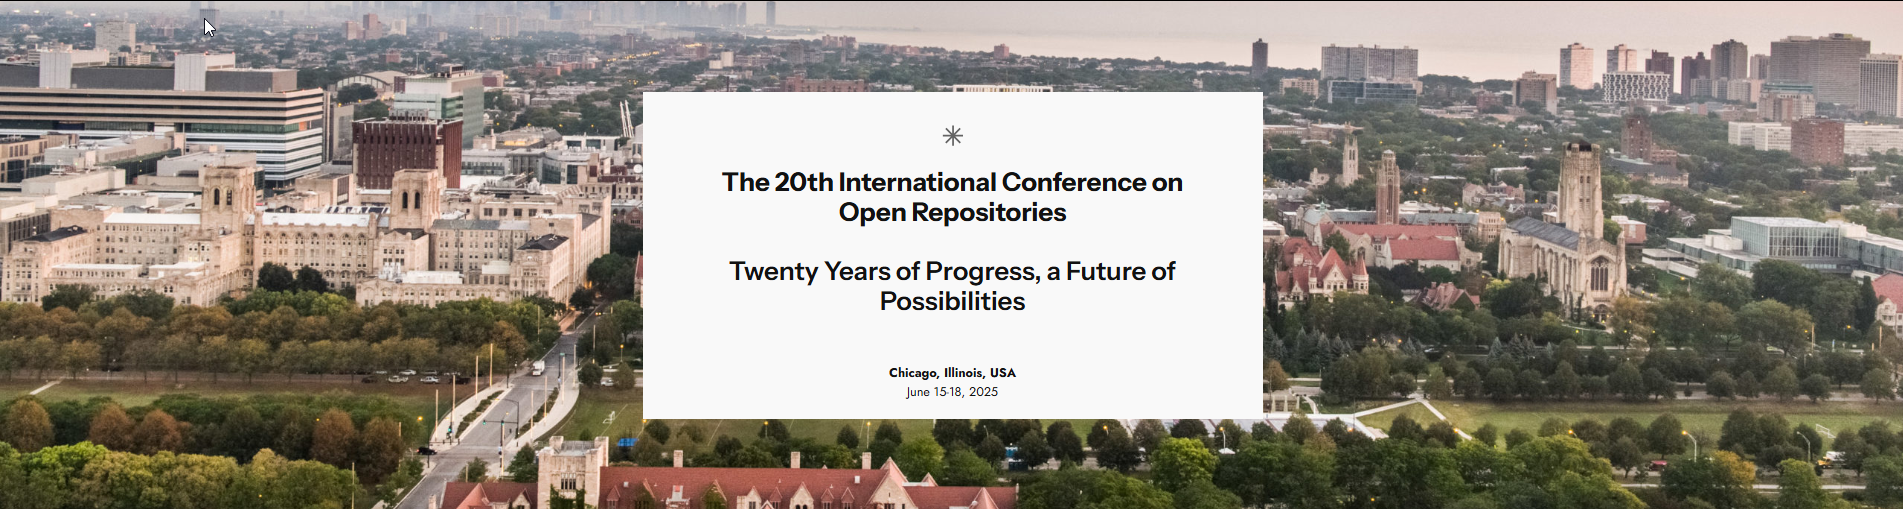 The 20th International Conference on
Open Repositories
Twenty Years of Progress, a Future of
Possibilities
Chicago, Illinois, USA
June 15-18, 2025